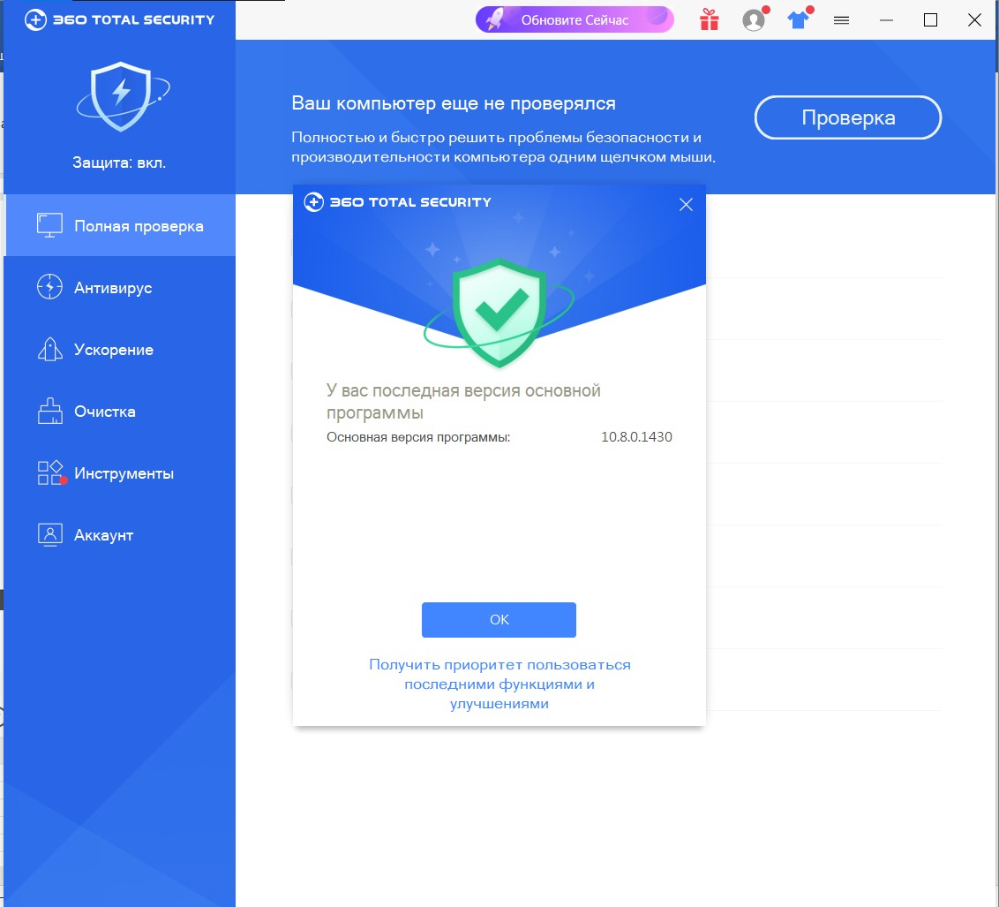 360 TOTAL SECURITY
Обновите Сейчас
Защита: вкл.
Ваш компьютер еще не проверялся
Полностью и быстро решить проблемы безопасности и
производительности компьютера одним щелчком мыши.
Проверка
Полная проверка
Антивирус
Ускорение
Очистка
Инструменты
Аккаунт
360 TOTAL SECURITY
У вас последная версия основной
программы
Основная версия программы: 10.8.0.1430
OK
Получить приоритет пользоваться
последними функциями и
улучшениями